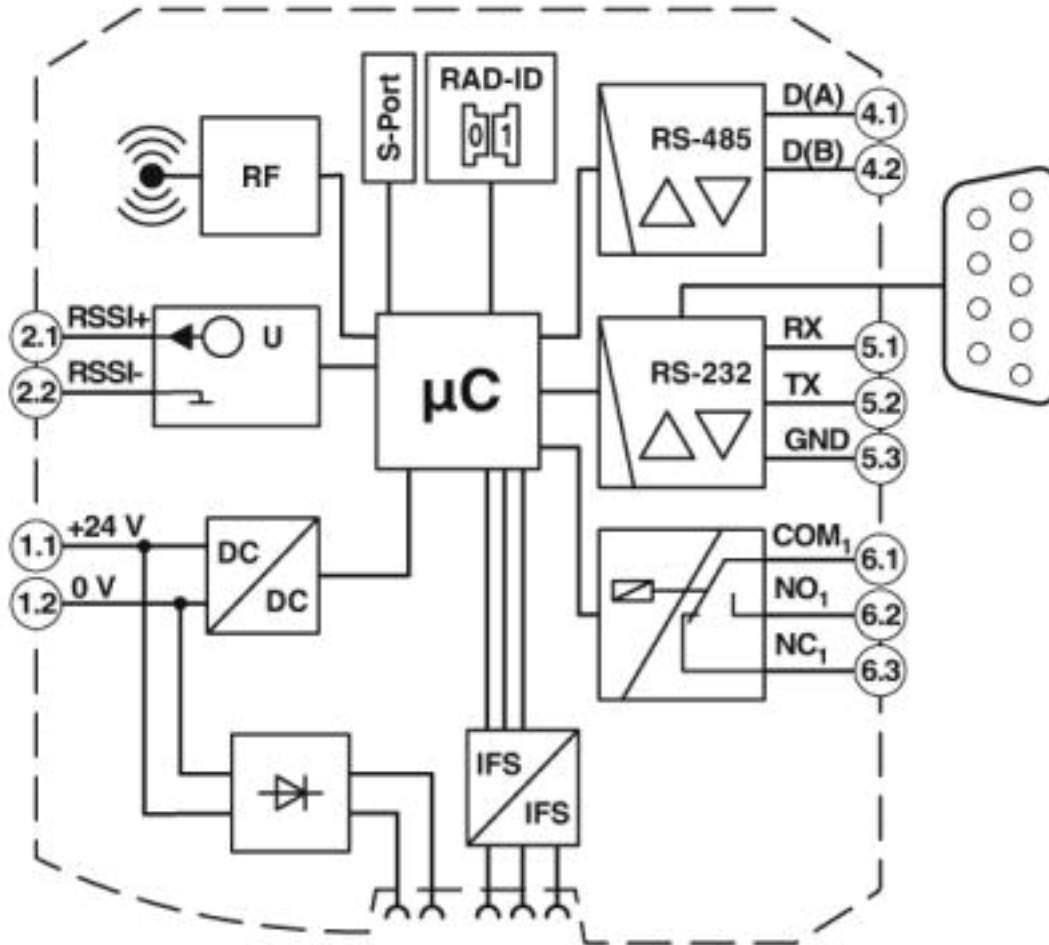 S-Port
RAD-ID
0 1
RF
RS-485
D(A)
4.1
D(B)
4.2
2.1
RSSI+
U
2.2
RSSI-
µC
RS-232
RX
5.1
TX
5.2
GND
5.3
1.1
+24 V
1.2
0 V
DC
DC
COM₁
6.1
NO₁
6.2
NC₁
6.3
IFS
IFS